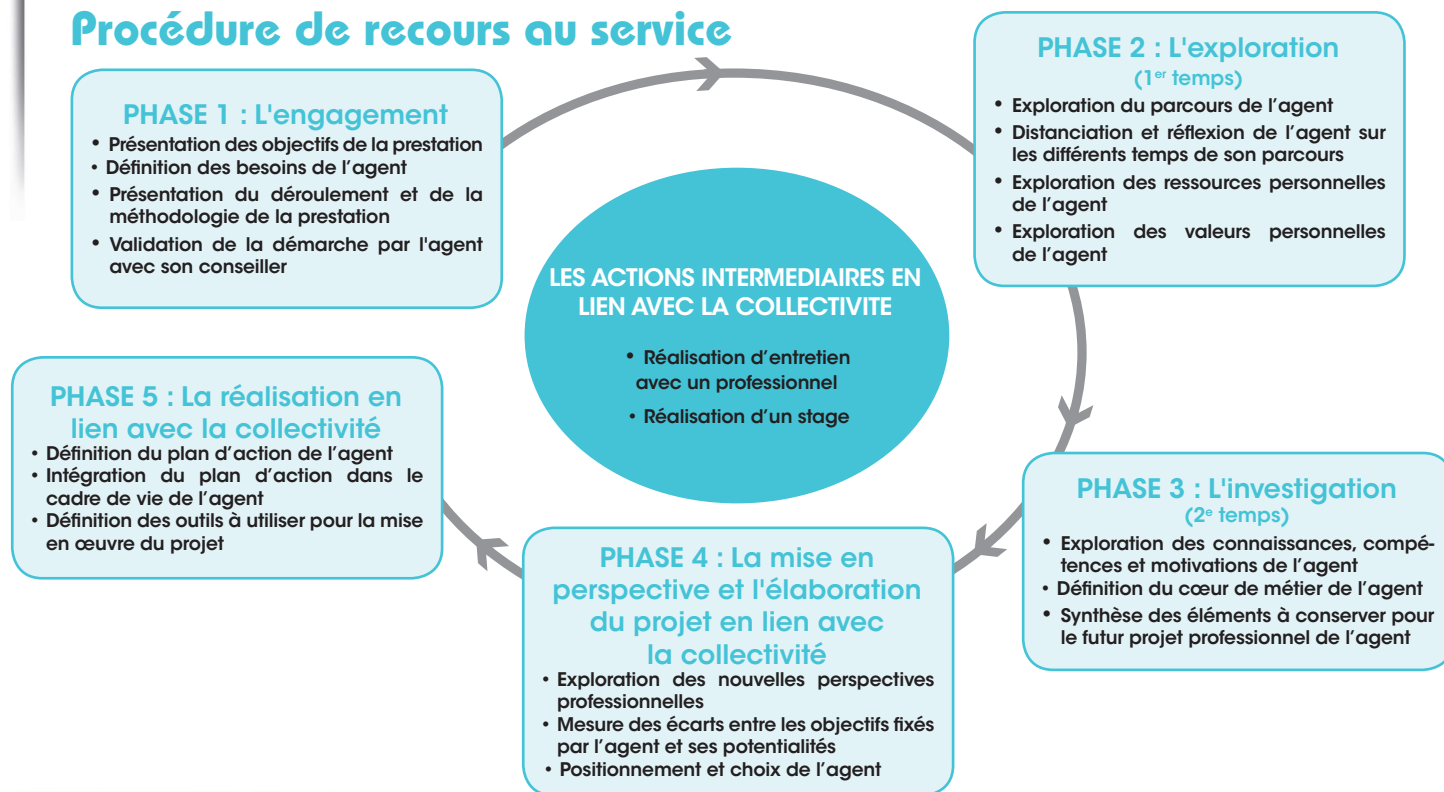 Procédure de recours au service
PHASE 1 : L'engagement
• Présentation des objectifs de la prestation
• Définition des besoins de l'agent
• Présentation du déroulement et de la
méthodologie de la prestation
• Validation de la démarche par l'agent
avec son conseiller
PHASE 2 : L'exploration
(1er temps)
• Exploration du parcours de l'agent
• Distanciation et réflexion de l'agent sur
les différents temps de son parcours
• Exploration des ressources personnelles
de l'agent
• Exploration des valeurs personnelles
de l'agent
LES ACTIONS INTERMEDIAIRES EN
LIEN AVEC LA COLLECTIVITE
• Réalisation d'entretien
avec un professionnel
• Réalisation d'un stage
PHASE 3 : L'investigation
(2e temps)
• Exploration des connaissances, compé-
tences et motivations de l'agent
• Définition du cœur de métier de l'agent
• Synthèse des éléments à conserver pour
le futur projet professionnel de l'agent
PHASE 4 : La mise en
perspective et l'élaboration
du projet en lien avec
la collectivité
• Exploration des nouvelles perspectives
professionnelles
• Mesure des écarts entre les objectifs fixés
par l'agent et ses potentialités
• Positionnement et choix de l'agent
PHASE 5 : La réalisation en
lien avec la collectivité
• Définition du plan d'action de l'agent
• Intégration du plan d'action dans le
cadre de vie de l'agent
• Définition des outils à utiliser pour la mise
en œuvre du projet